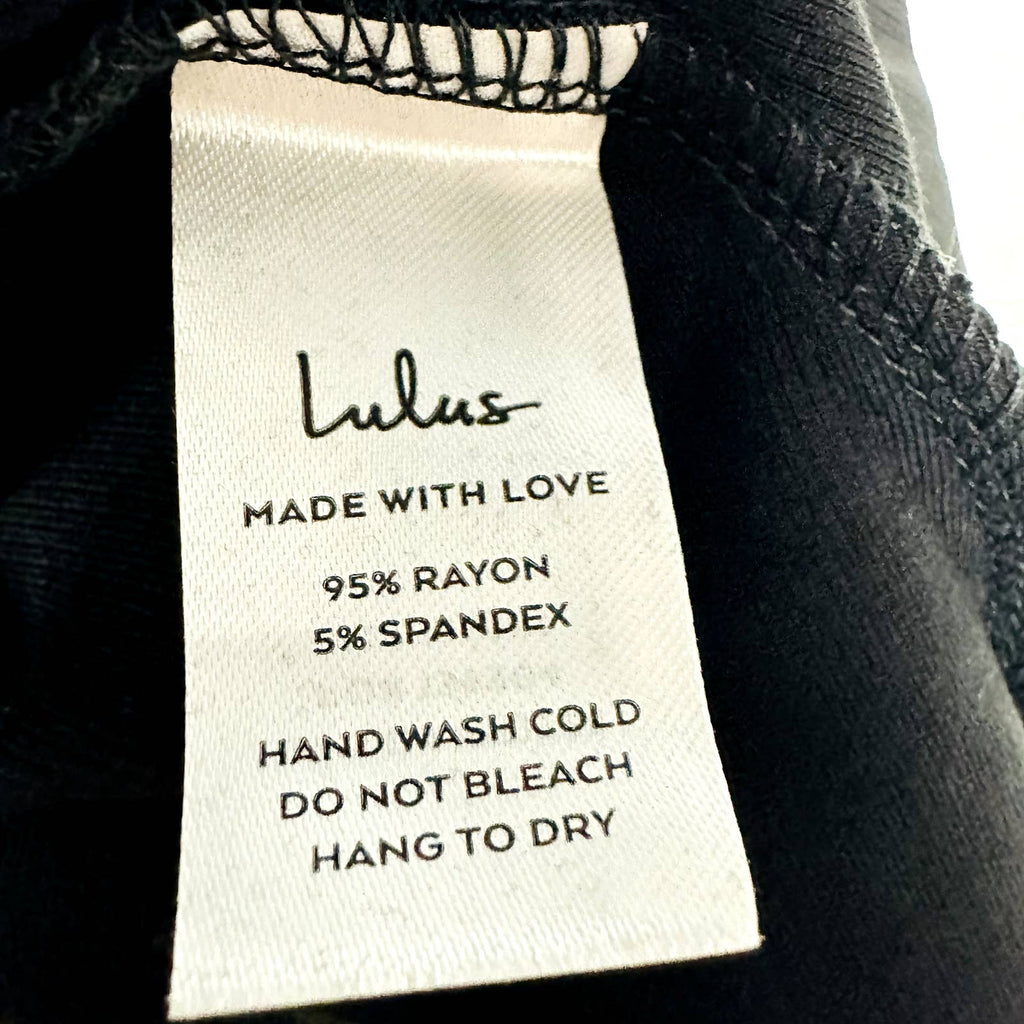 Lulus
MADE WITH LOVE
95% RAYON
5% SPANDEX
HAND WASH COLD
DO NOT BLEACH
HANG TO DRY